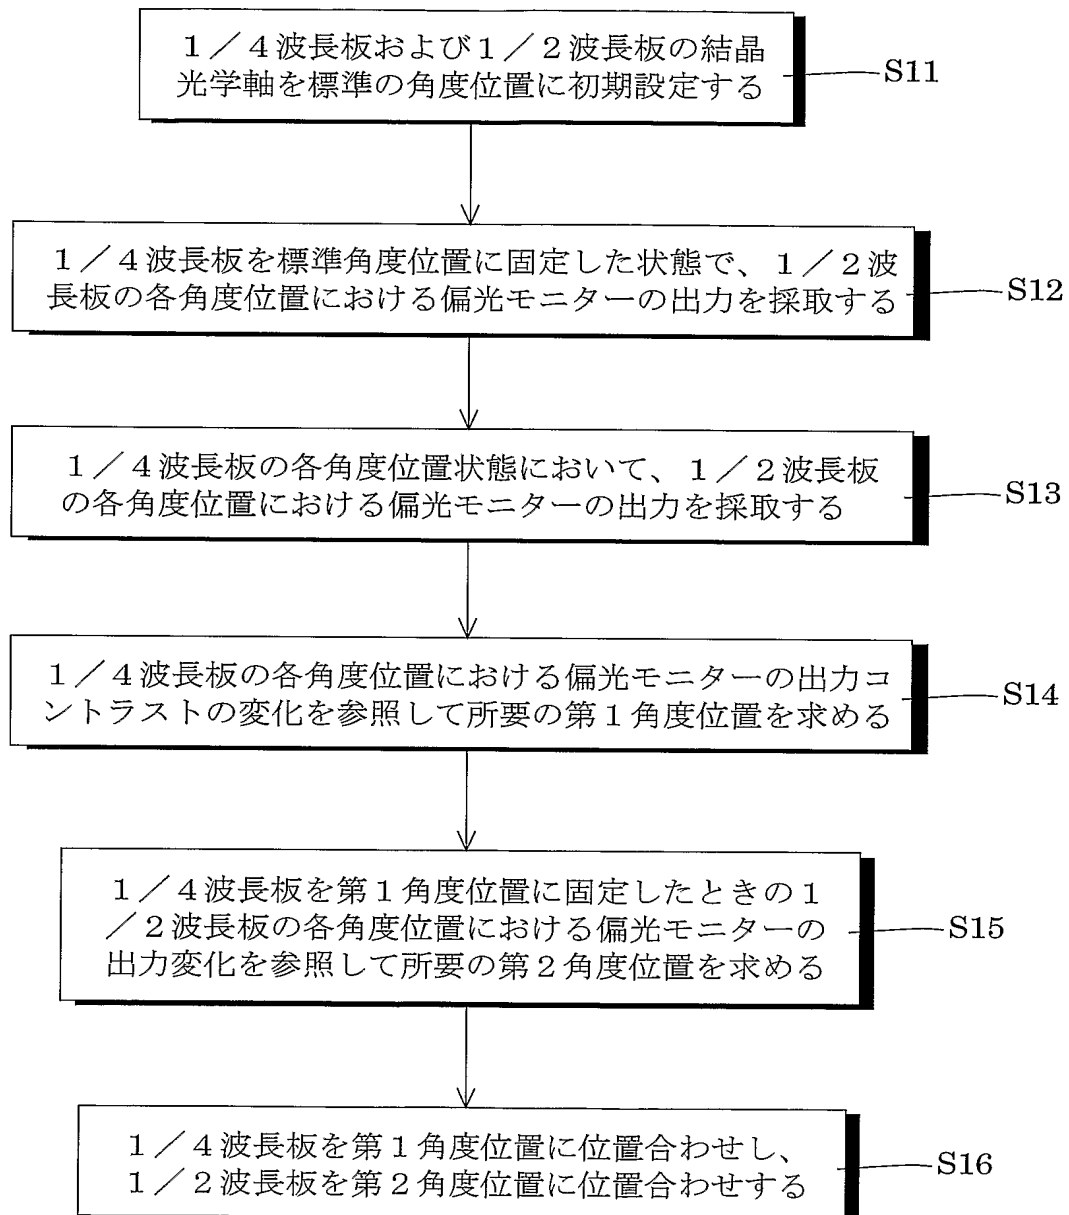 1／4波長板および1／2波長板の結晶
光学軸を標準の角度位置に初期設定する
S11
1／4波長板を標準角度位置に固定した状態で、1／2波
長板の各角度位置における偏光モニターの出力を採取する
S12
1／4波長板の各角度位置状態において、1／2波長板
の各角度位置における偏光モニターの出力を採取する
S13
1／4波長板の各角度位置における偏光モニターの出力コ
ントラストの変化を参照して所要の第1角度位置を求める
S14
1／4波長板を第1角度位置に固定したときの1
／2波長板の各角度位置における偏光モニターの
出力変化を参照して所要の第2角度位置を求める
S15
1／4波長板を第1角度位置に位置合わせし、
1／2波長板を第2角度位置に位置合わせする
S16